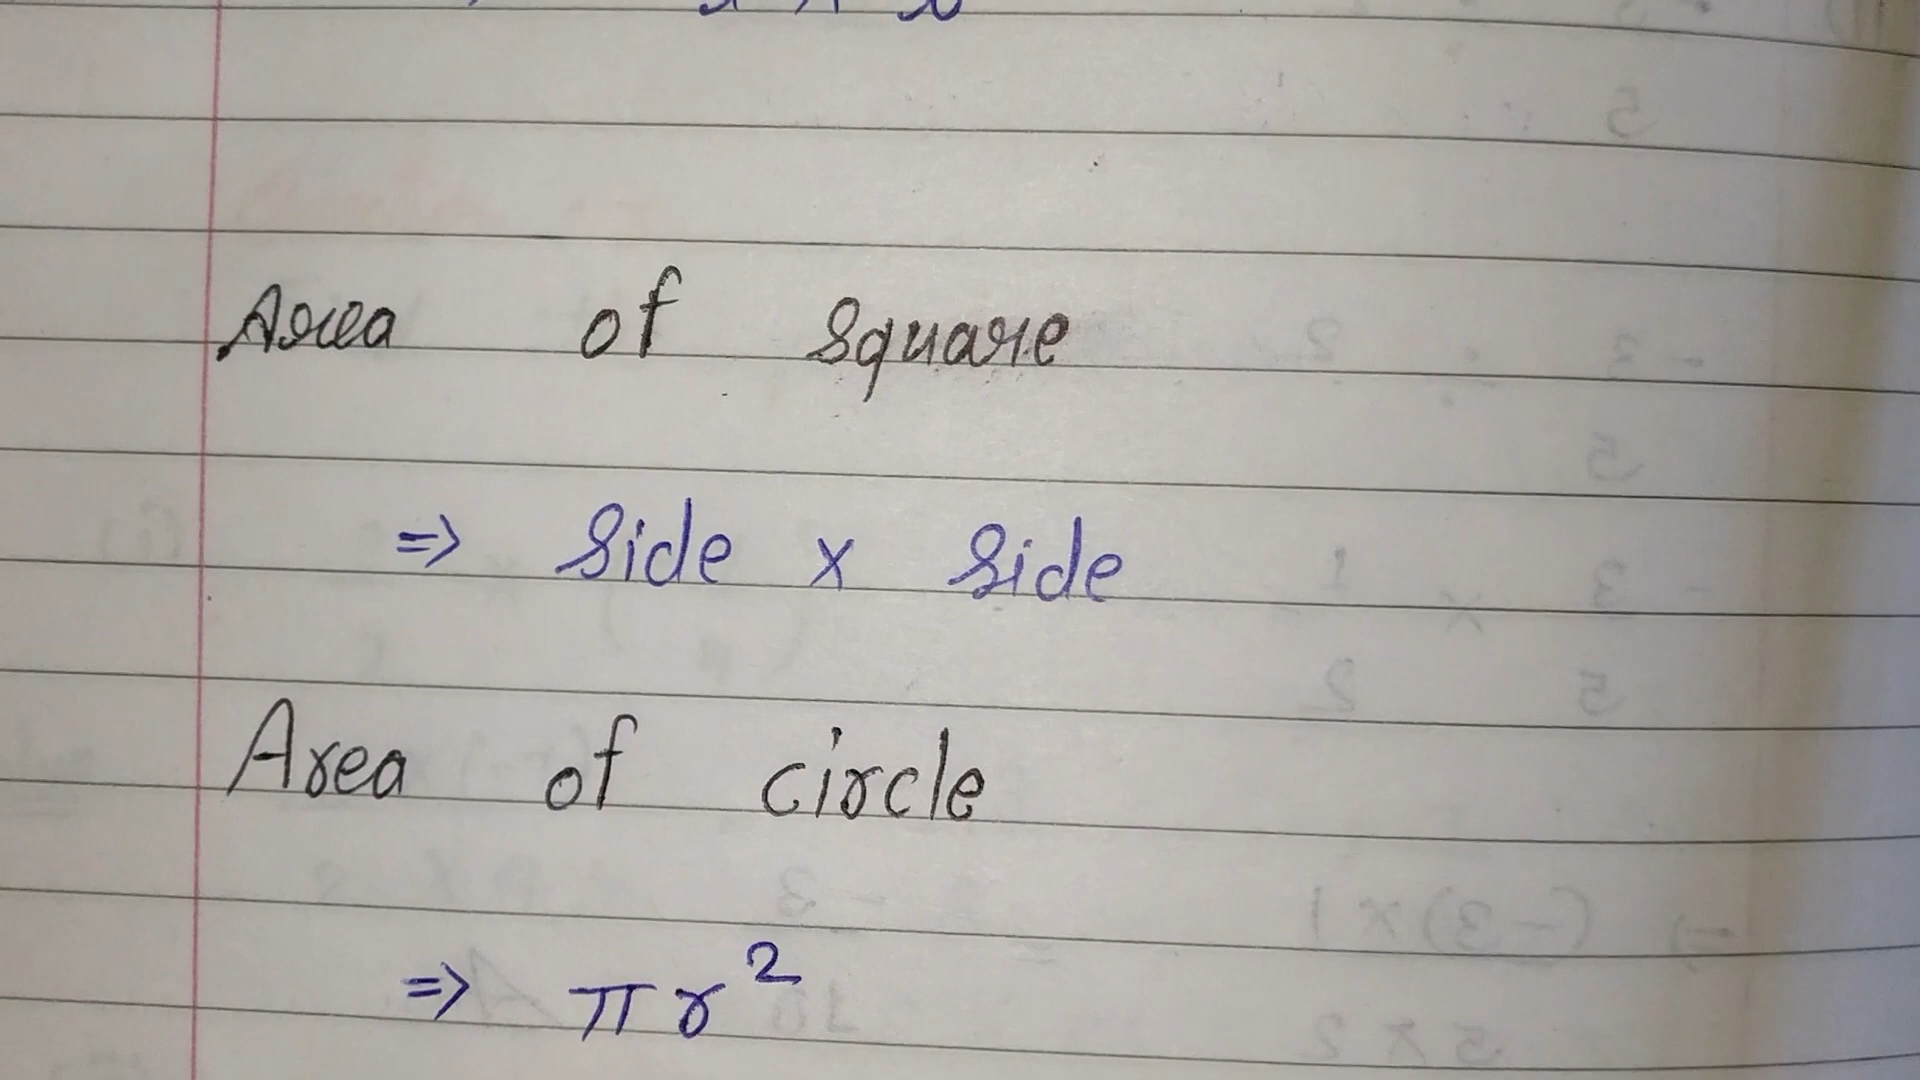 Area of square
⇒ side x side
Area of circle
⇒ πr²